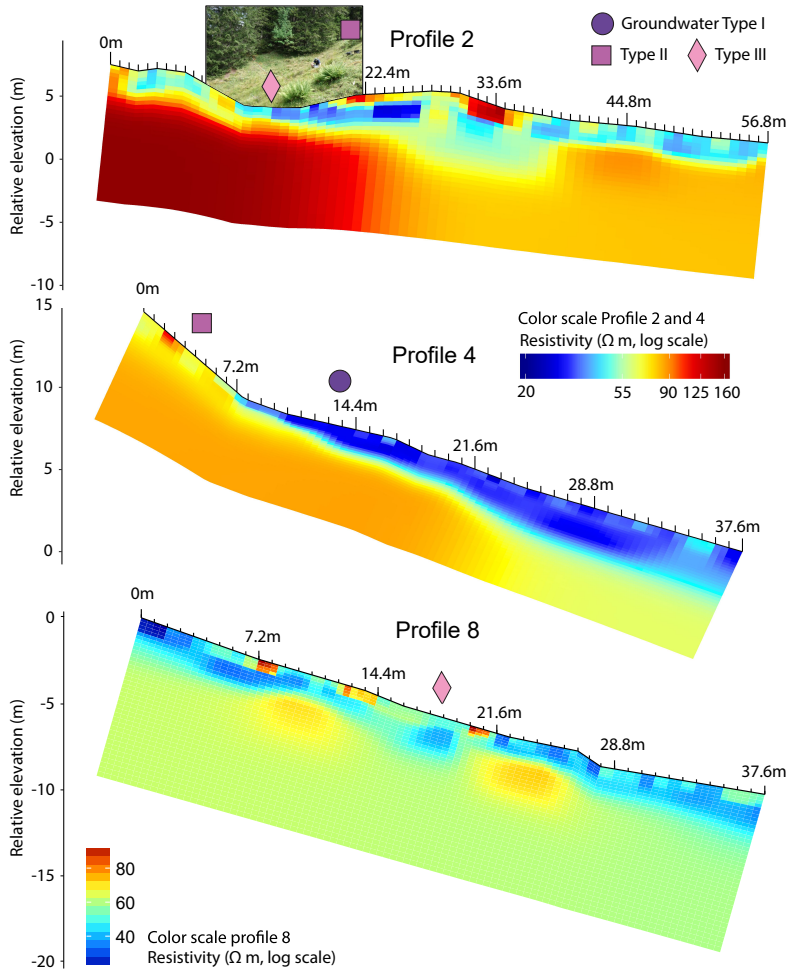 Profile 2
Groundwater Type I
Type II
Type III
0m
22.4m
33.6m
44.8m
56.8m
5
0
-5
-10
Relative elevation (m)
15
10
5
0
Relative elevation (m)
0m
Profile 4
7.2m
14.4m
21.6m
28.8m
37.6m
Color scale Profile 2 and 4
Resistivity (Ω m, log scale)
20 55 90 125 160
Profile 8
0m
7.2m
14.4m
21.6m
28.8m
37.6m
0
-5
-10
-15
-20
Relative elevation (m)
80
60
40
Color scale profile 8
Resistivity (Ω m, log scale)